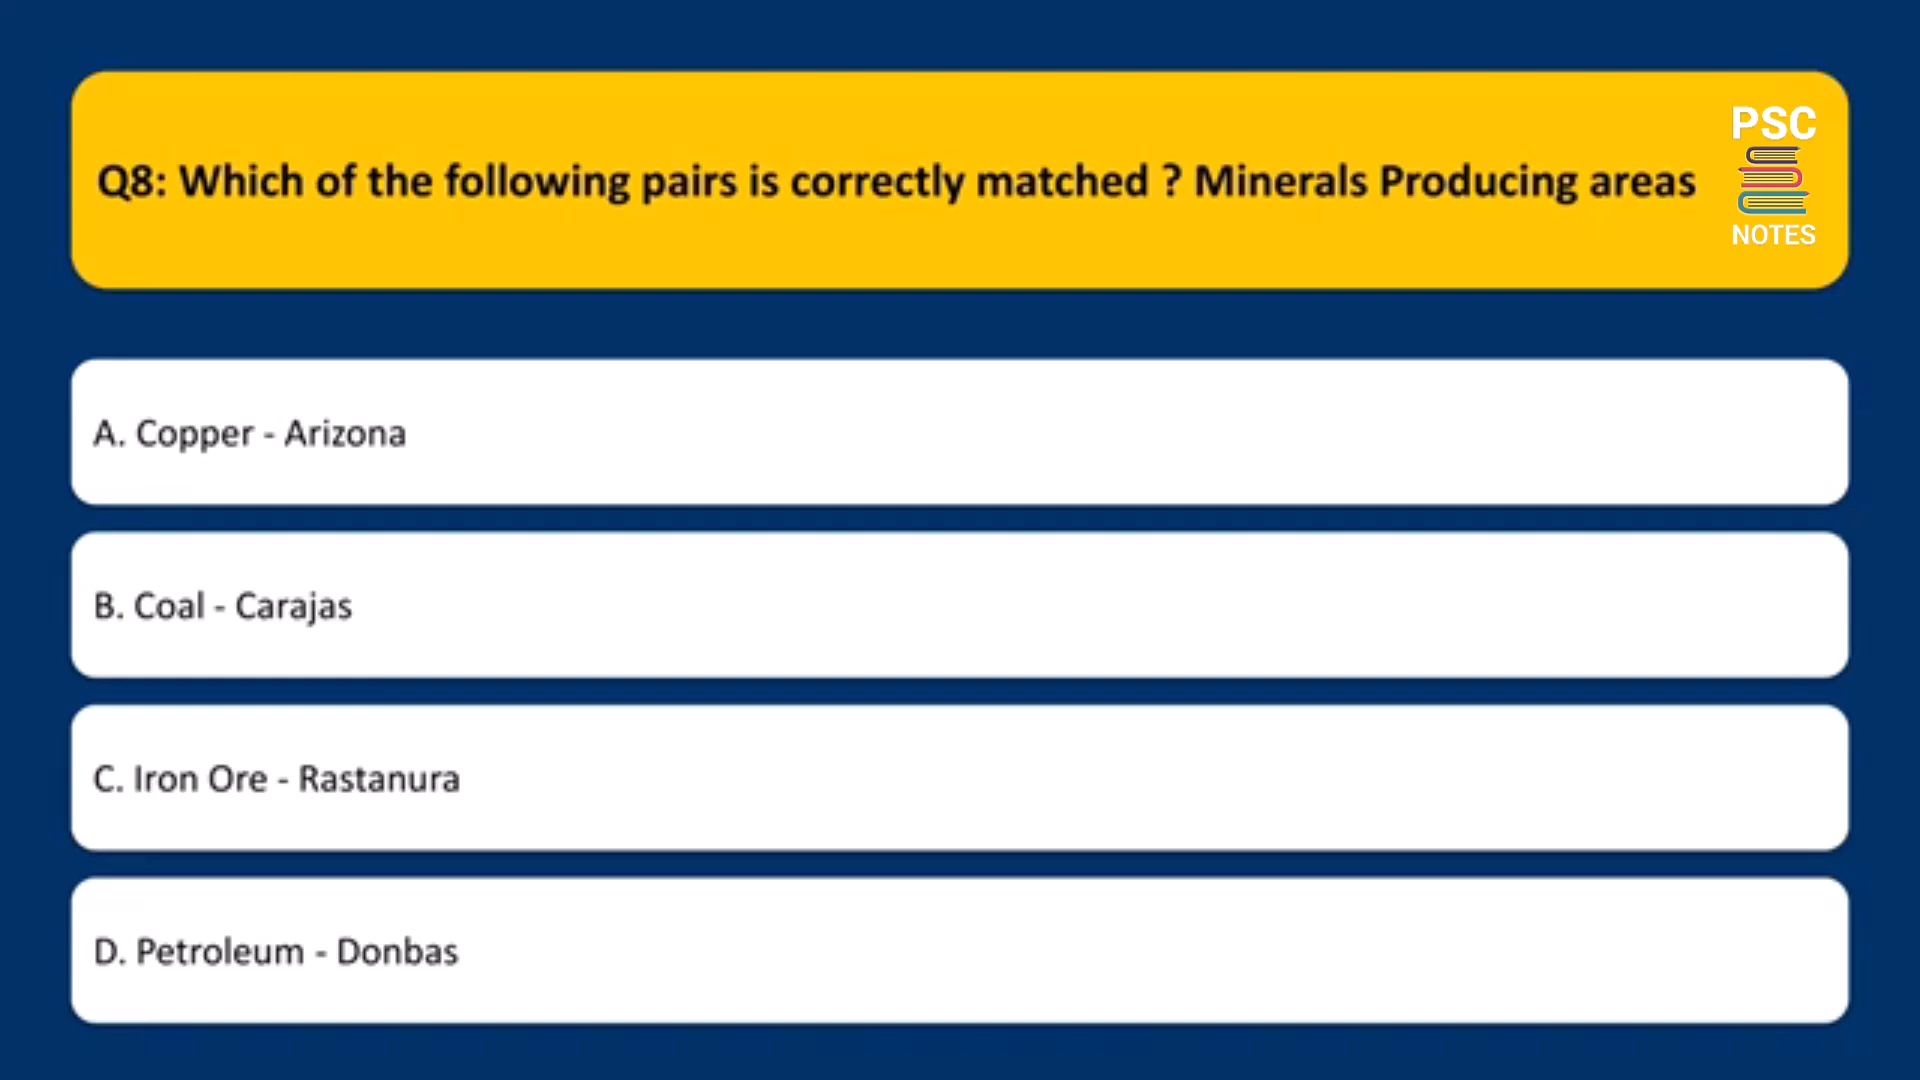 Q8: Which of the following pairs is correctly matched ? Minerals Producing areas
PSC
NOTES
A. Copper - Arizona
B. Coal - Carajas
C. Iron Ore - Rastanura
D. Petroleum - Donbas